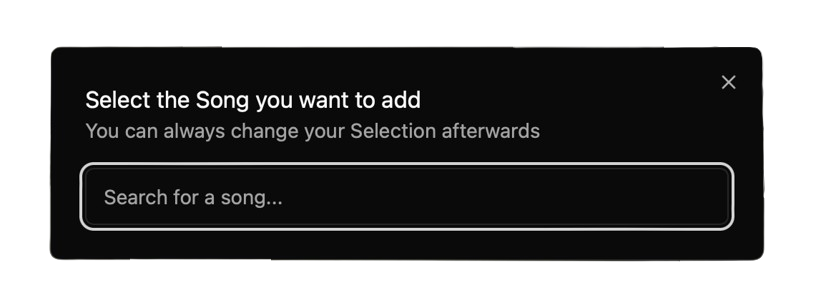 Select the Song you want to add
You can always change your Selection afterwards
Search for a song...